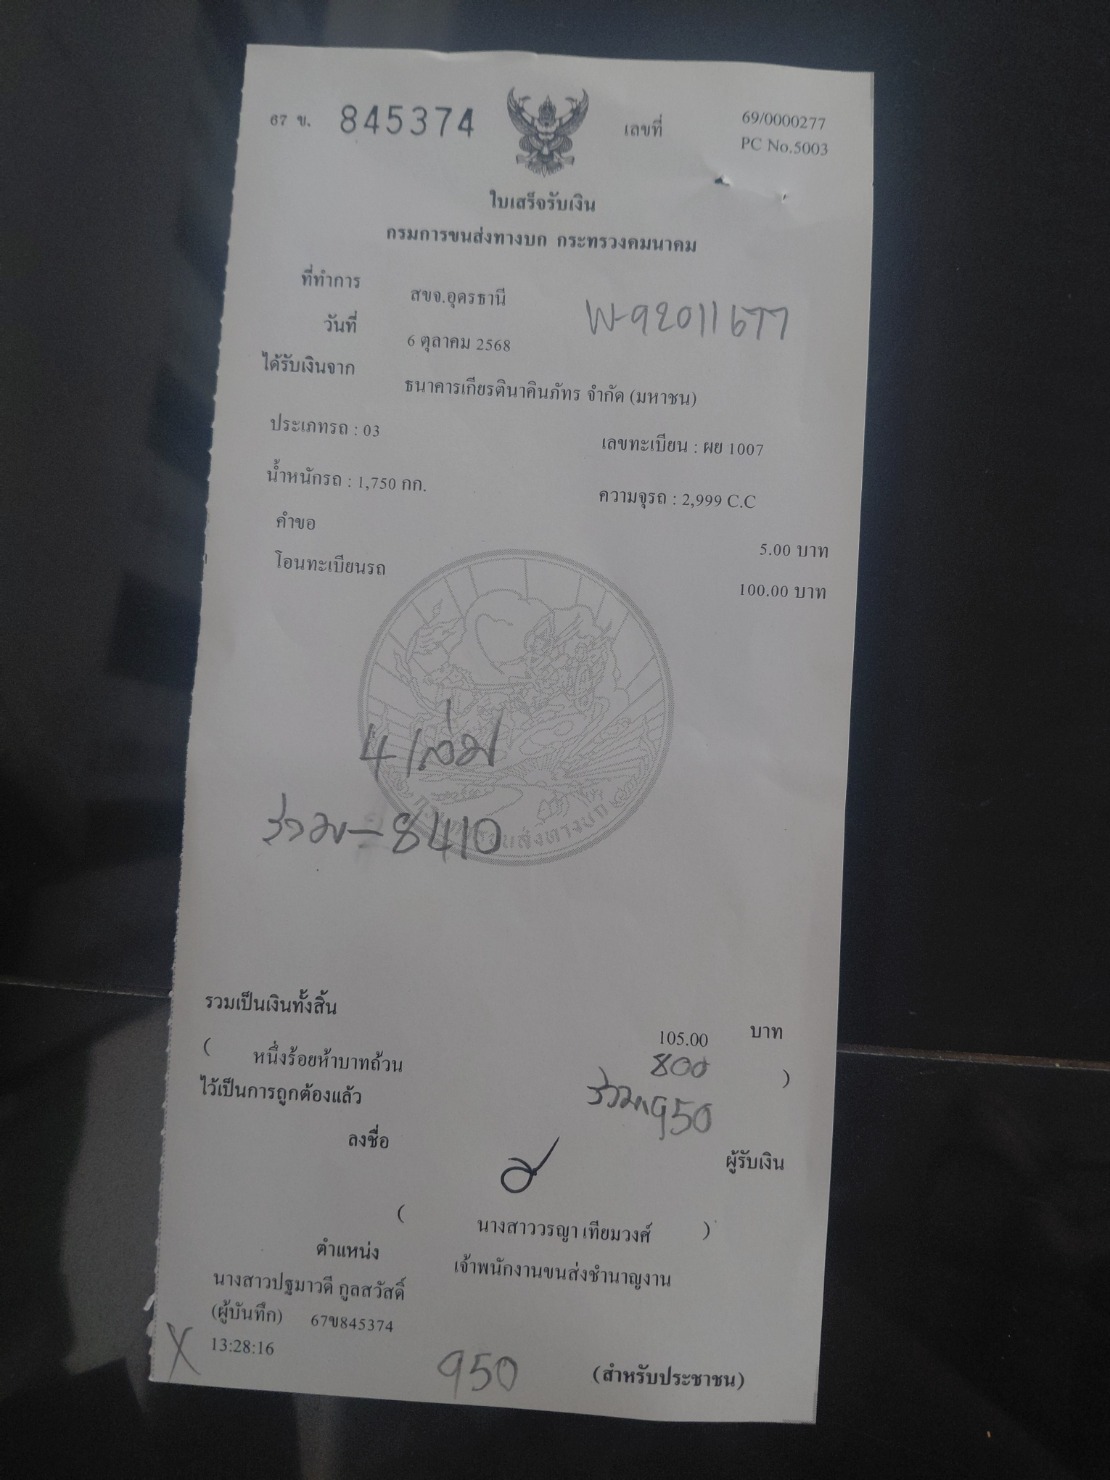 67 ข. 845374 เลขที่ 69/0000277
PC No.5003
ใบเสร็จรับเงิน
กรมการขนส่งทางบก กระทรวงคมนาคม
ที่ทำการ สขจ.อุดรธานี
W-92011677
วันที่ 6 ตุลาคม 2568
ได้รับเงินจาก ธนาคารเกียรตินาคินภัทร จำกัด (มหาชน)
ประเภทรถ : 03 เลขทะเบียน : ผย 1007
น้ำหนักรถ : 1,750 กก. ความจุรถ : 2,999 C.C
คำขอ 5.00 บาท
โอนทะเบียนรถ 100.00 บาท
4 เล่ม
รวม - 8410
กรมการขนส่งทางบก
รวมเป็นเงินทั้งสิ้น 105.00 บาท
( หนึ่งร้อยห้าบาทถ้วน )
800
ไว้เป็นการถูกต้องแล้ว
รวม 950
ลงชื่อ ผู้รับเงิน
( นางสาววรญา เทียมวงศ์ )
ตำแหน่ง เจ้าพนักงานขนส่งชำนาญงาน
นางสาวปฐมาวดี กูลสวัสดิ์
(ผู้บันทึก) 67ข845374
X 13:28:16
950 (สำหรับประชาชน)